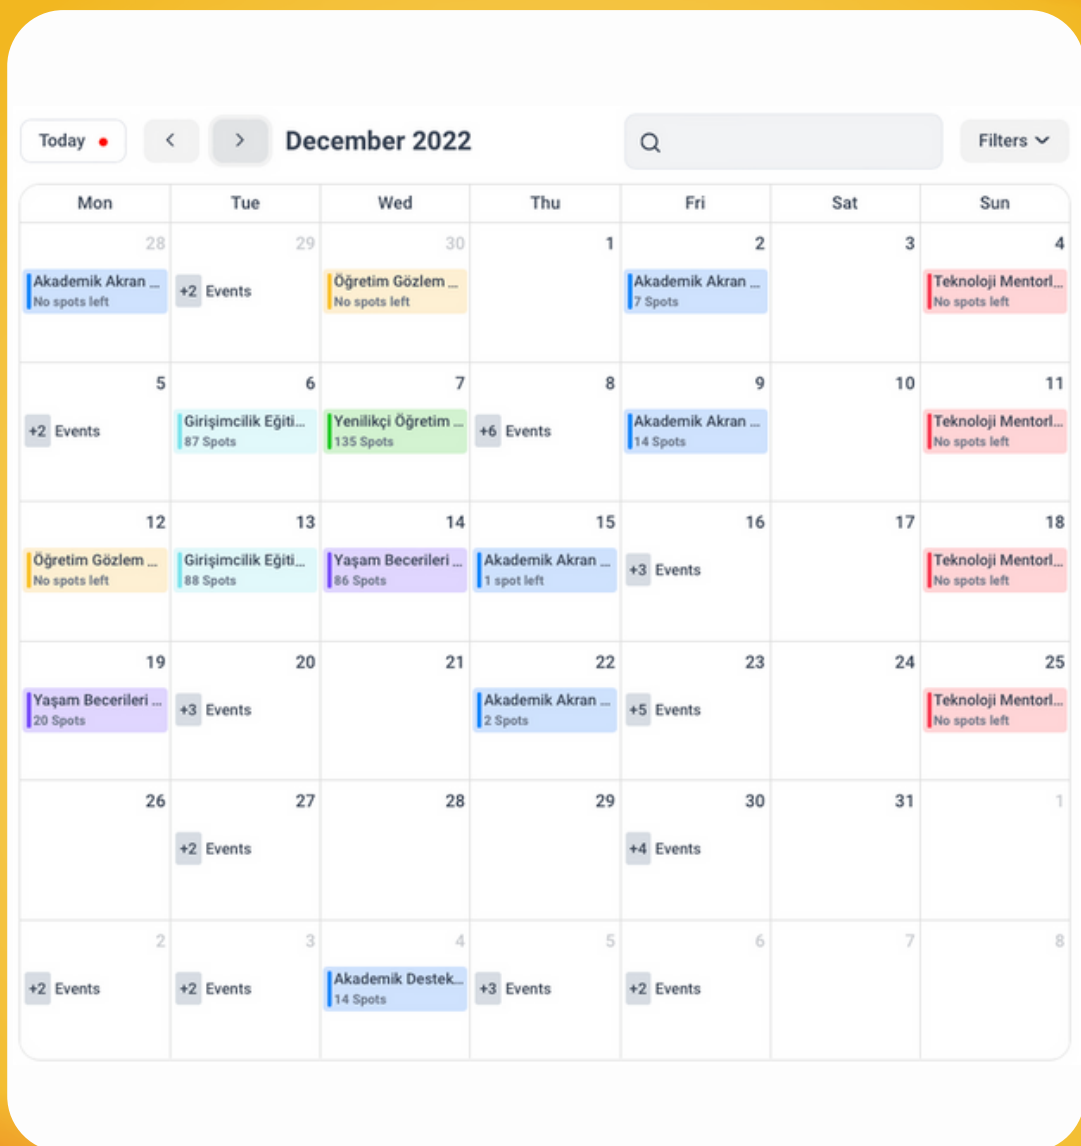 Today
December 2022
Filters
Mon Tue Wed Thu Fri Sat Sun
28 29 30 1 2 3 4
Akademik Akran ...
No spots left
+2 Events
Öğretim Gözlem ...
No spots left
Akademik Akran ...
7 Spots
Teknoloji Mentorl...
No spots left
5 6 7 8 9 10 11
+2 Events
Girişimcilik Eğiti...
87 Spots
Yenilikçi Öğretim ...
135 Spots
+6 Events
Akademik Akran ...
14 Spots
Teknoloji Mentorl...
No spots left
12 13 14 15 16 17 18
Öğretim Gözlem ...
No spots left
Girişimcilik Eğiti...
88 Spots
Yaşam Becerileri ...
86 Spots
Akademik Akran ...
1 spot left
+3 Events
Teknoloji Mentorl...
No spots left
19 20 21 22 23 24 25
Yaşam Becerileri ...
20 Spots
+3 Events
Akademik Akran ...
2 Spots
+5 Events
Teknoloji Mentorl...
No spots left
26 27 28 29 30 31 1
+2 Events
+4 Events
2 3 4 5 6 7 8
+2 Events
+2 Events
Akademik Destek...
14 Spots
+3 Events
+2 Events